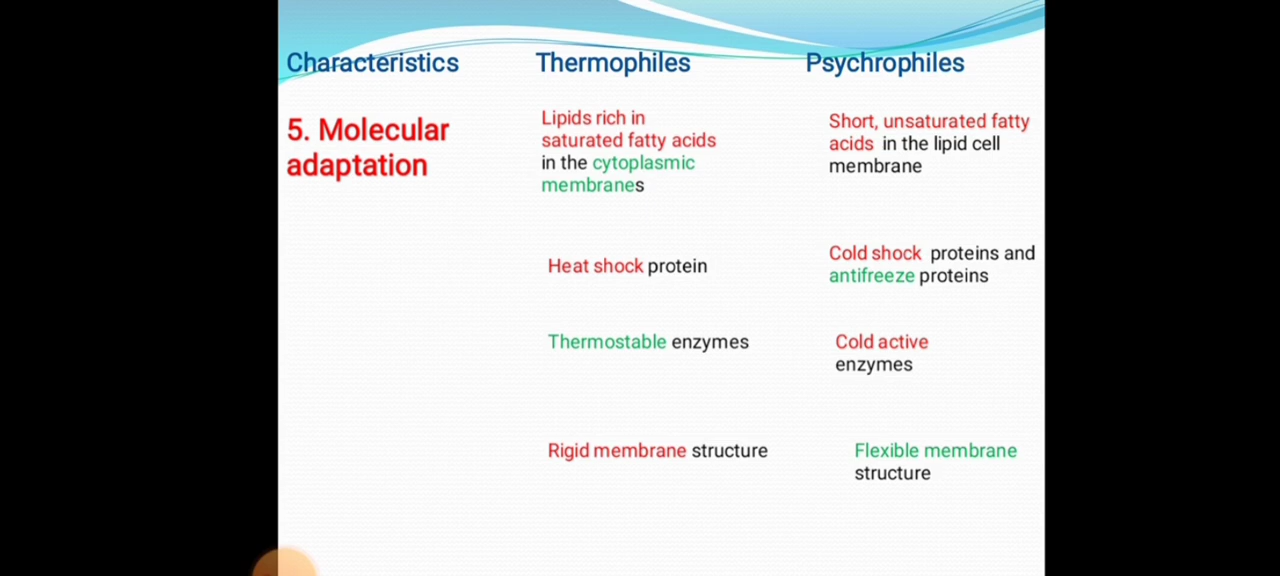 Characteristics Thermophiles Psychrophiles
5. Molecular
adaptation
Lipids rich in
saturated fatty acids
in the cytoplasmic
membranes
Short, unsaturated fatty
acids in the lipid cell
membrane
Heat shock protein
Cold shock proteins and
antifreeze proteins
Thermostable enzymes
Cold active
enzymes
Rigid membrane structure
Flexible membrane
structure